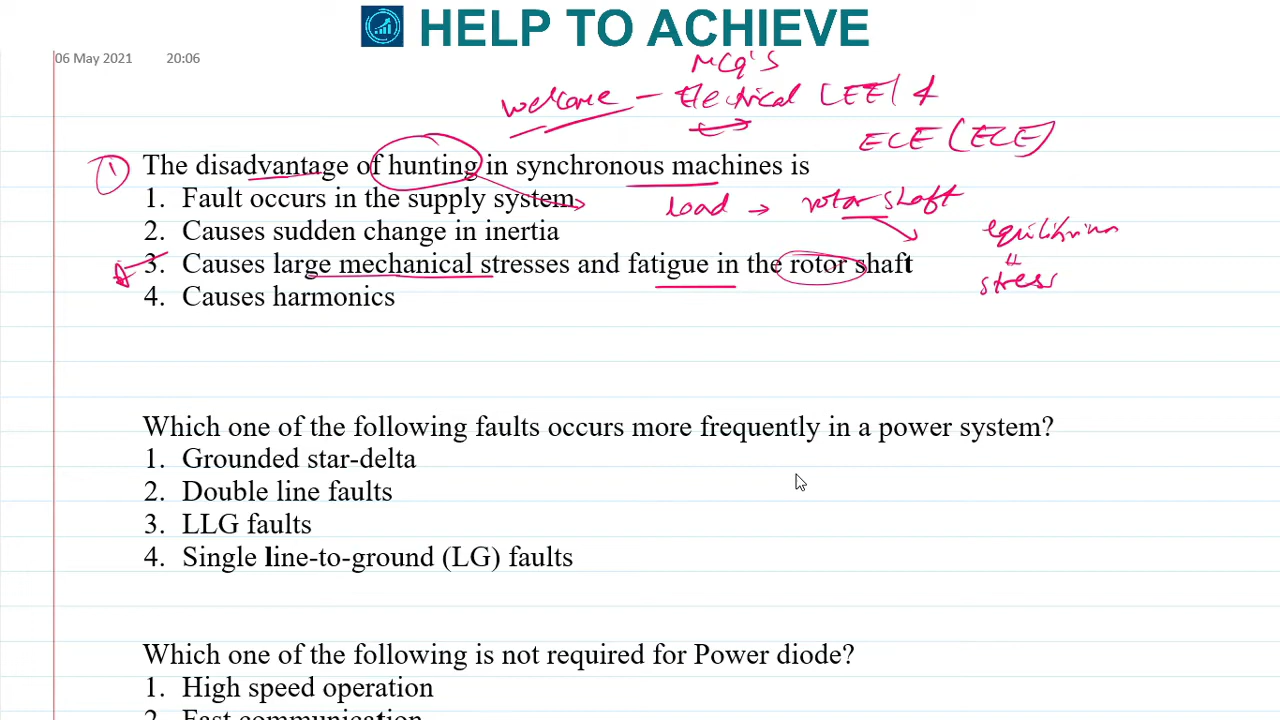 HELP TO ACHIEVE
06 May 2021 20:06
MCQ'S
welcome - Electrical (EE) &
ECE (ECE)
1 The disadvantage of hunting in synchronous machines is
1. Fault occurs in the supply system
load → rotor shaft
2. Causes sudden change in inertia
equilibrium
3. Causes large mechanical stresses and fatigue in the rotor shaft
stress
4. Causes harmonics
Which one of the following faults occurs more frequently in a power system?
1. Grounded star-delta
2. Double line faults
3. LLG faults
4. Single line-to-ground (LG) faults
Which one of the following is not required for Power diode?
1. High speed operation
2. Fast communication